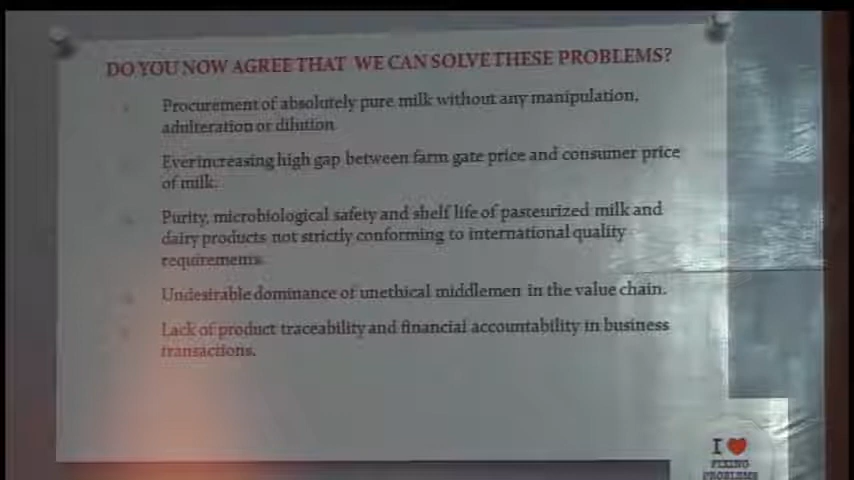 DO YOU NOW AGREE THAT WE CAN SOLVE THESE PROBLEMS?
Procurement of absolutely pure milk without any manipulation,
adulteration or dilution.
Everincreasing high gap between farm gate price and consumer price
of milk.
Purity, microbiological safety and shelf life of pasteurized milk and
dairy products not strictly conforming to international quality
requirements.
Undesirable dominance of unethical middlemen in the value chain.
Lack of product traceability and financial accountability in business
transactions.
I ❤
FIXING
PROBLEMS